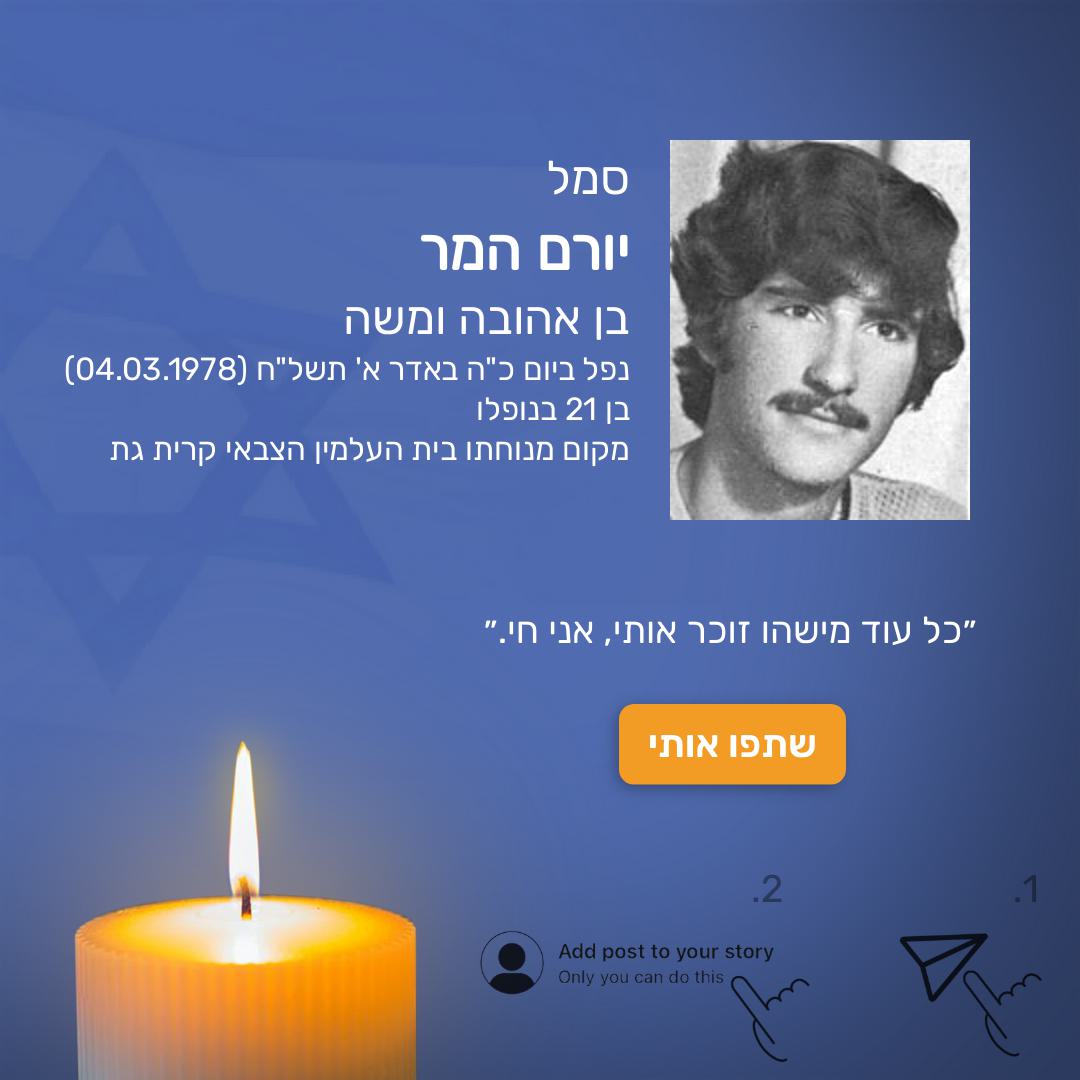 סמל
יורם המר
בן אהובה ומשה
נפל ביום כ"ה באדר א' תשל"ח (04.03.1978)
בן 21 בנופלו
מקום מנוחתו בית העלמין הצבאי קרית גת
״כל עוד מישהו זוכר אותי, אני חי.״
שתפו אותי
1.
2.
Add post to your story
Only you can do this